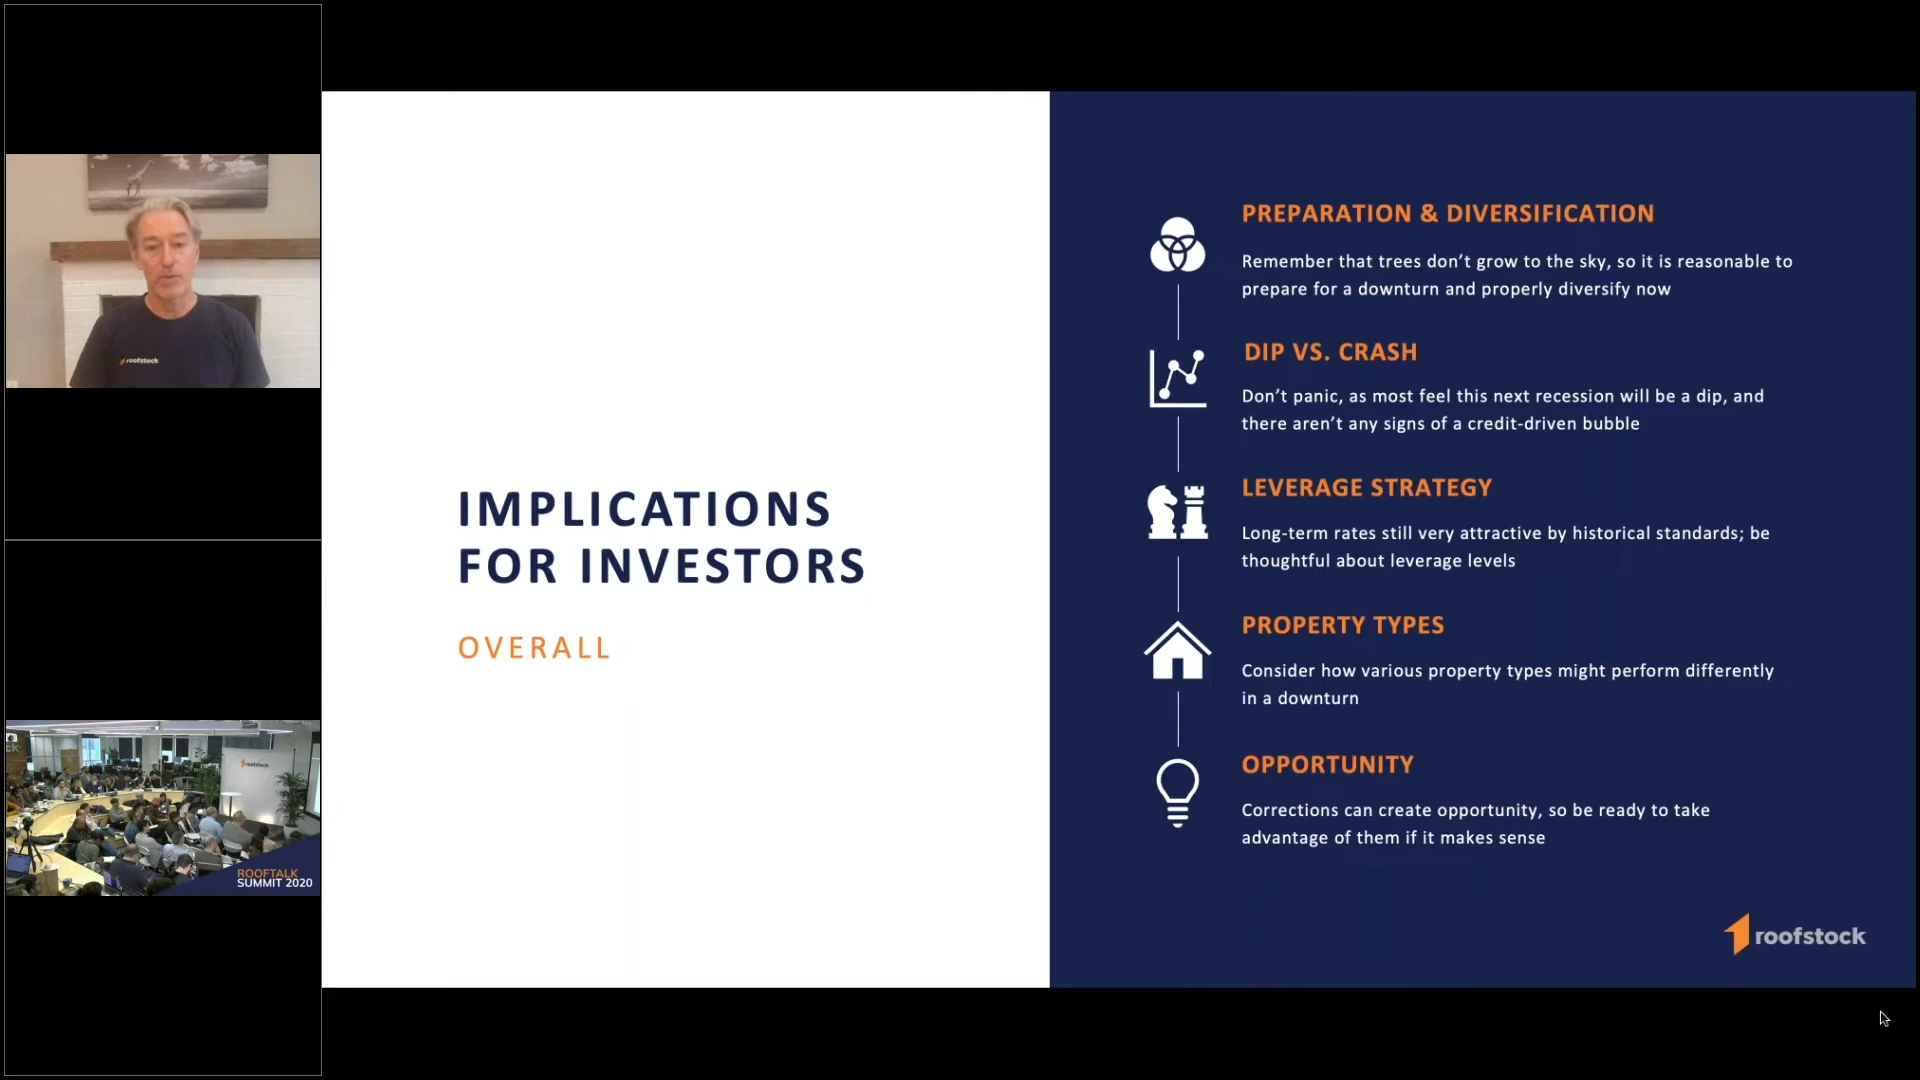 roofstock
roofstock
ROOFTALK
SUMMIT 2020
IMPLICATIONS
FOR INVESTORS
OVERALL
PREPARATION & DIVERSIFICATION
Remember that trees don’t grow to the sky, so it is reasonable to
prepare for a downturn and properly diversify now
DIP VS. CRASH
Don’t panic, as most feel this next recession will be a dip, and
there aren’t any signs of a credit-driven bubble
LEVERAGE STRATEGY
Long-term rates still very attractive by historical standards; be
thoughtful about leverage levels
PROPERTY TYPES
Consider how various property types might perform differently
in a downturn
OPPORTUNITY
Corrections can create opportunity, so be ready to take
advantage of them if it makes sense
roofstock